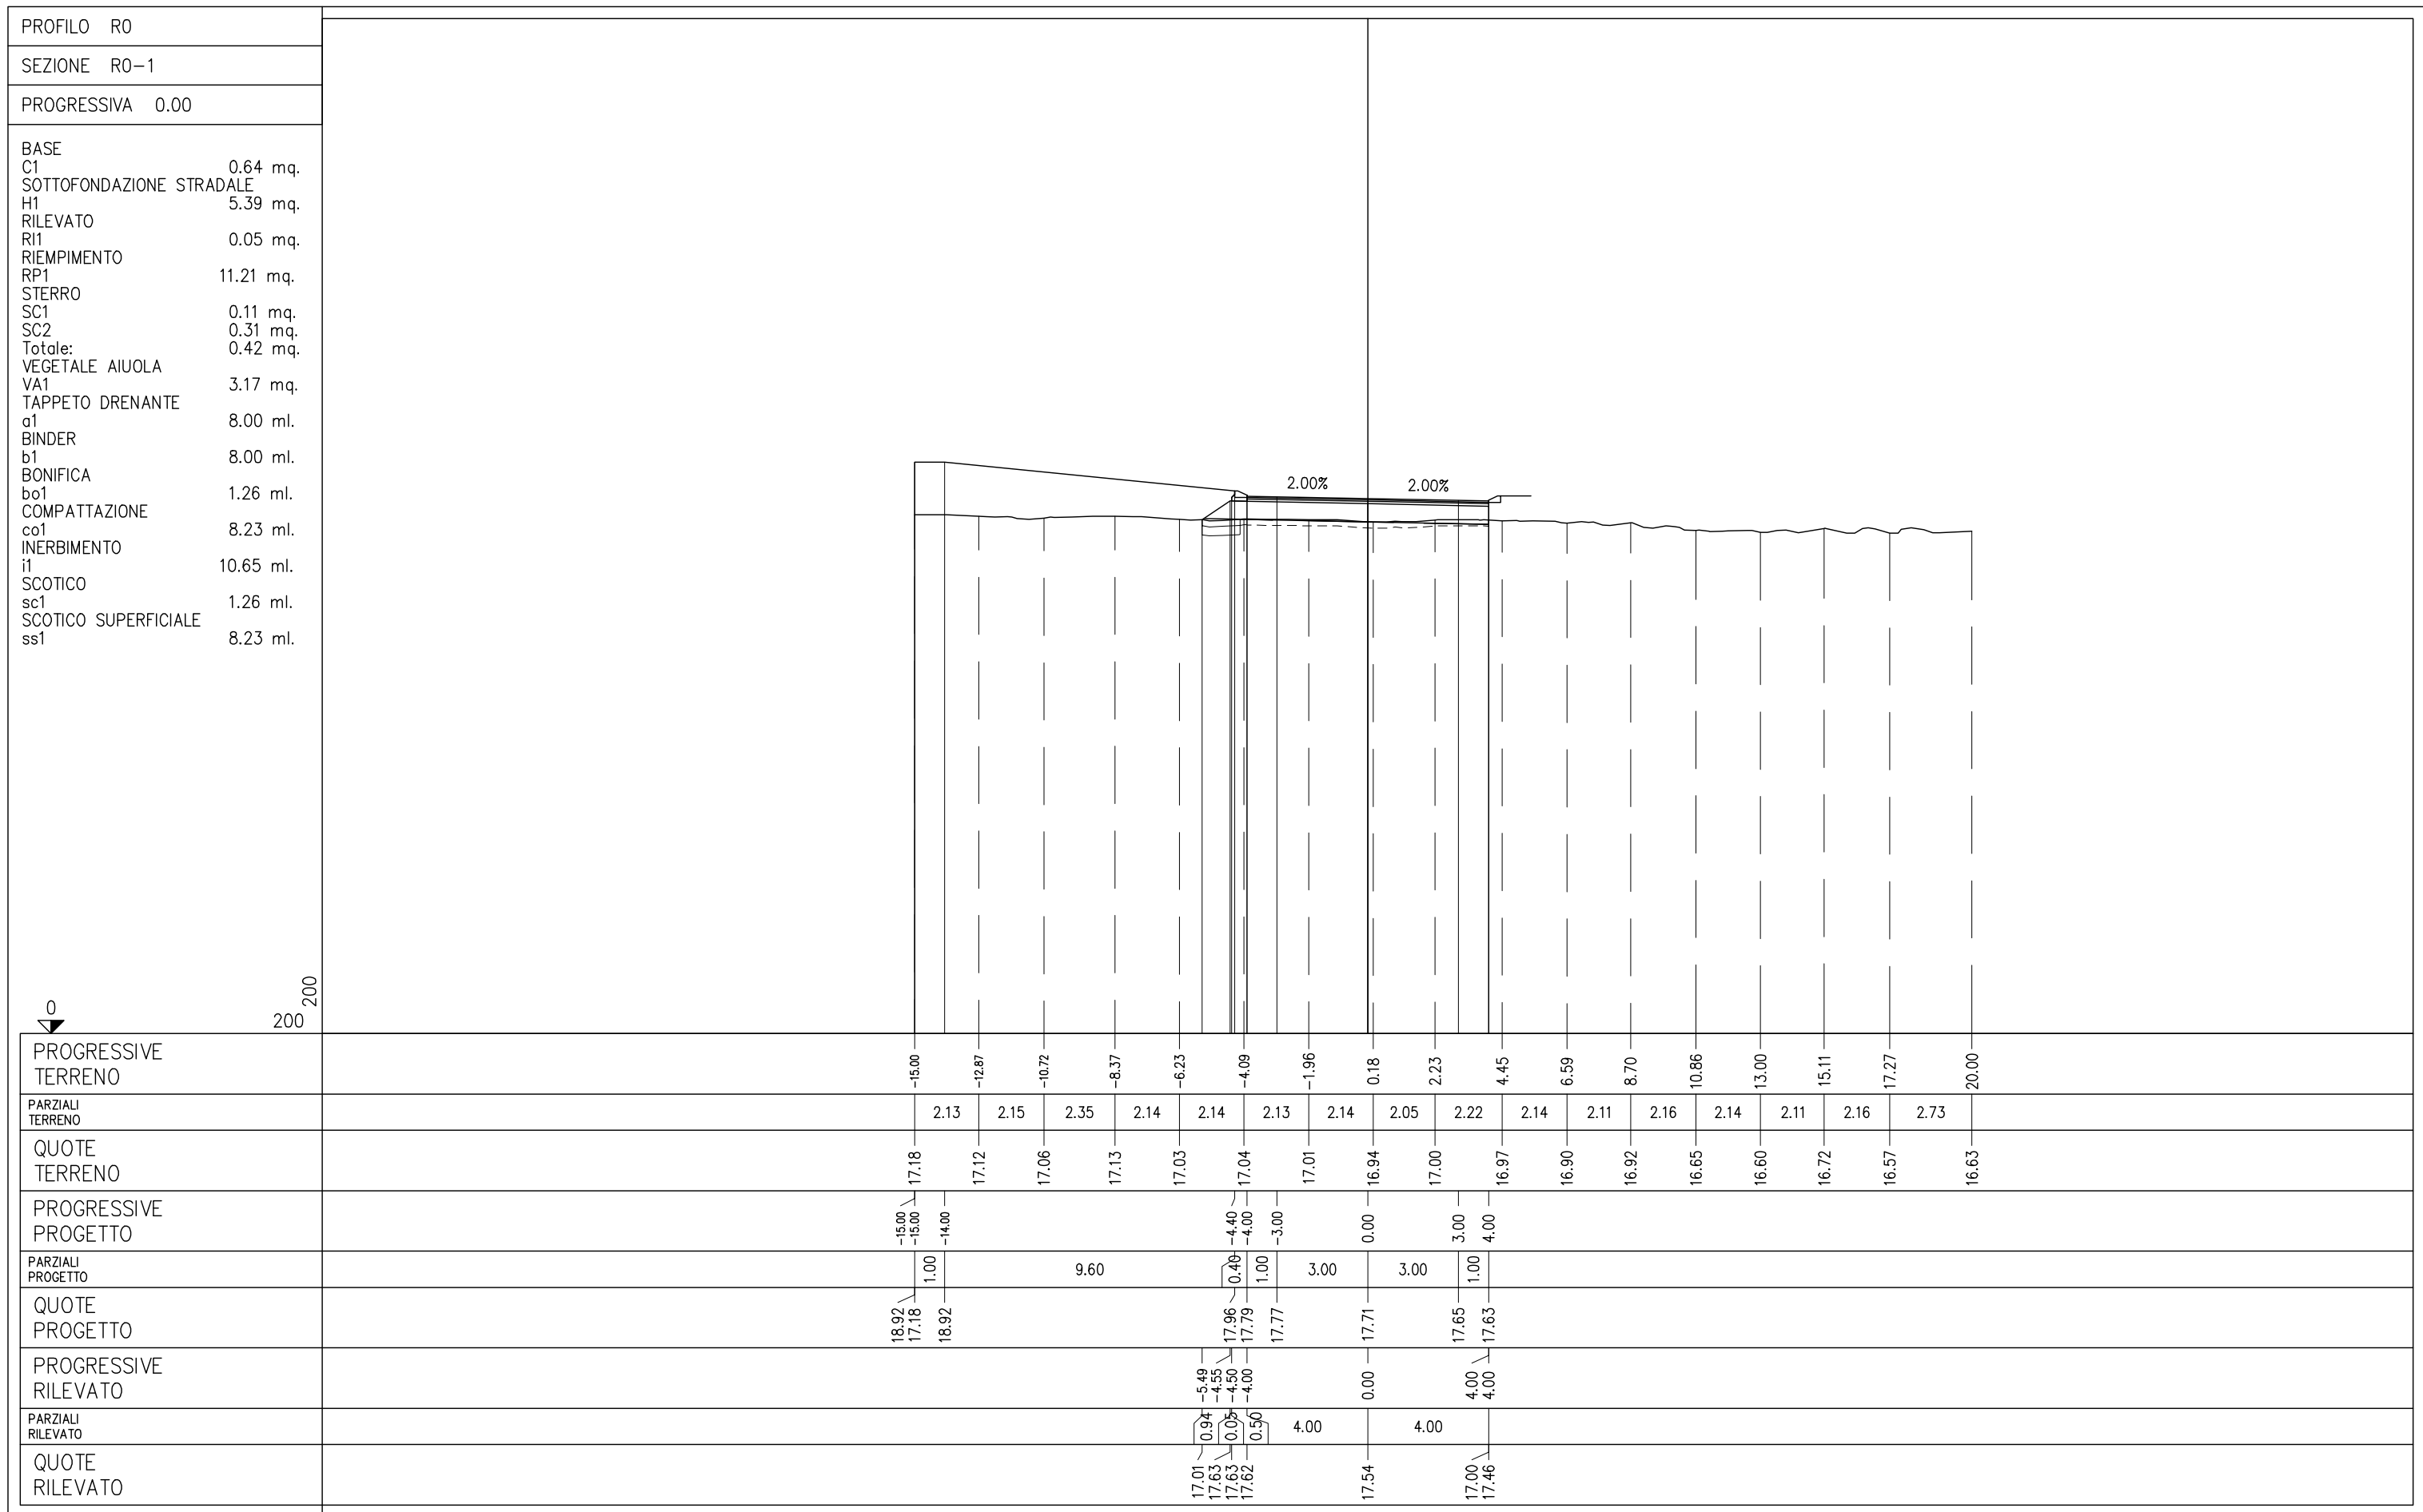 PROFILO R0
SEZIONE R0-1
PROGRESSIVA 0.00
BASE
C1 0.64 mq.
SOTTOFONDAZIONE STRADALE
H1 5.39 mq.
RILEVATO
RI1 0.05 mq.
RIEMPIMENTO
RP1 11.21 mq.
STERRO
SC1 0.11 mq.
SC2 0.31 mq.
Totale: 0.42 mq.
VEGETALE AIUOLA
VA1 3.17 mq.
TAPPETO DRENANTE
a1 8.00 ml.
BINDER
b1 8.00 ml.
BONIFICA
bo1 1.26 ml.
COMPATTAZIONE
co1 8.23 ml.
INERBIMENTO
i1 10.65 ml.
SCOTICO
sc1 1.26 ml.
SCOTICO SUPERFICIALE
ss1 8.23 ml.
2.00% 2.00%
0 200 200
PROGRESSIVE
TERRENO
-15.00 -12.87 -10.72 -8.37 -6.23 -4.09 -1.96 0.18 2.23 4.45 6.59 8.70 10.86 13.00 15.11 17.27 20.00
PARZIALI
TERRENO
2.13 2.15 2.35 2.14 2.14 2.13 2.14 2.05 2.22 2.14 2.11 2.16 2.14 2.11 2.16 2.73
QUOTE
TERRENO
17.18 17.12 17.06 17.13 17.03 17.04 17.01 16.94 17.00 16.97 16.90 16.92 16.65 16.60 16.72 16.57 16.63
PROGRESSIVE
PROGETTO
-15.00 -15.00 -14.00 -4.40 -4.00 -3.00 0.00 3.00 4.00
PARZIALI
PROGETTO
1.00 9.60 0.40 1.00 3.00 3.00 1.00
QUOTE
PROGETTO
18.92 17.18 18.92 17.96 17.79 17.77 17.71 17.65 17.63
PROGRESSIVE
RILEVATO
-5.49 -4.55 -4.50 -4.00 0.00 4.00 4.00
PARZIALI
RILEVATO
0.94 0.05 0.50 4.00 4.00
QUOTE
RILEVATO
17.01 17.63 17.63 17.62 17.54 17.00 17.46